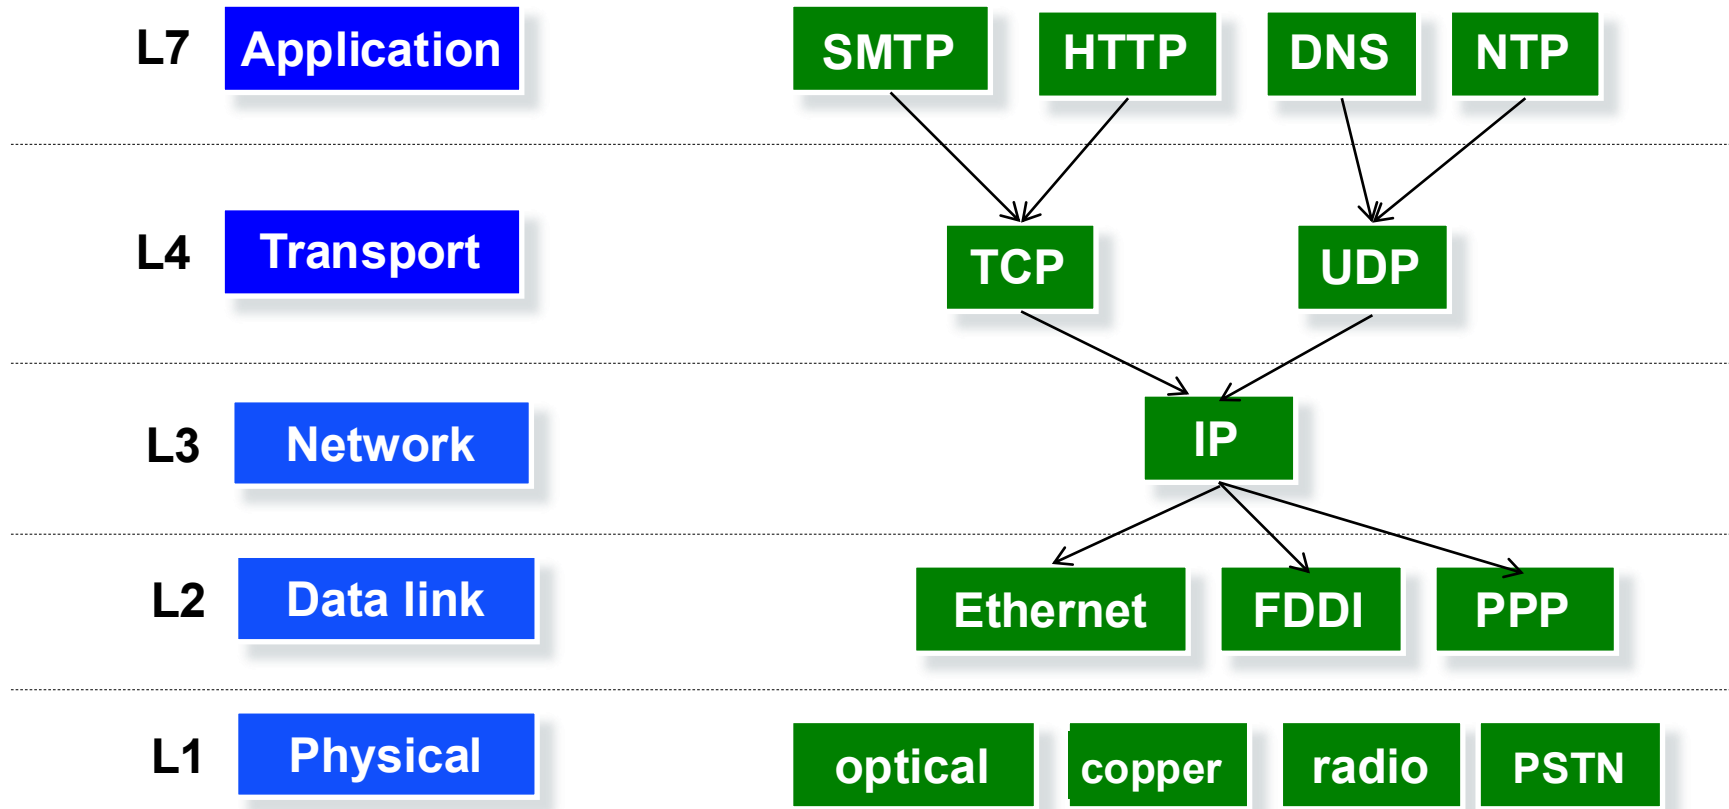 L7 Application SMTP HTTP DNS NTP
L4 Transport TCP UDP
L3 Network IP
L2 Data link Ethernet FDDI PPP
L1 Physical optical copper radio PSTN